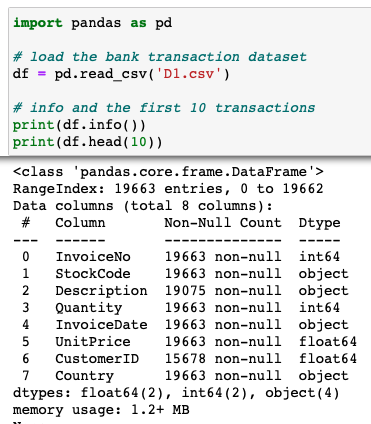 import pandas as pd
# load the bank transaction dataset
df = pd.read_csv('D1.csv')
# info and the first 10 transactions
print(df.info())
print(df.head(10))
<class 'pandas.core.frame.DataFrame'>
RangeIndex: 19663 entries, 0 to 19662
Data columns (total 8 columns):
 #   Column       Non-Null Count  Dtype
---  ------       --------------  -----
 0   InvoiceNo    19663 non-null  int64
 1   StockCode    19663 non-null  object
 2   Description  19075 non-null  object
 3   Quantity     19663 non-null  int64
 4   InvoiceDate  19663 non-null  object
 5   UnitPrice    19663 non-null  float64
 6   CustomerID   15678 non-null  float64
 7   Country      19663 non-null  object
dtypes: float64(2), int64(2), object(4)
memory usage: 1.2+ MB